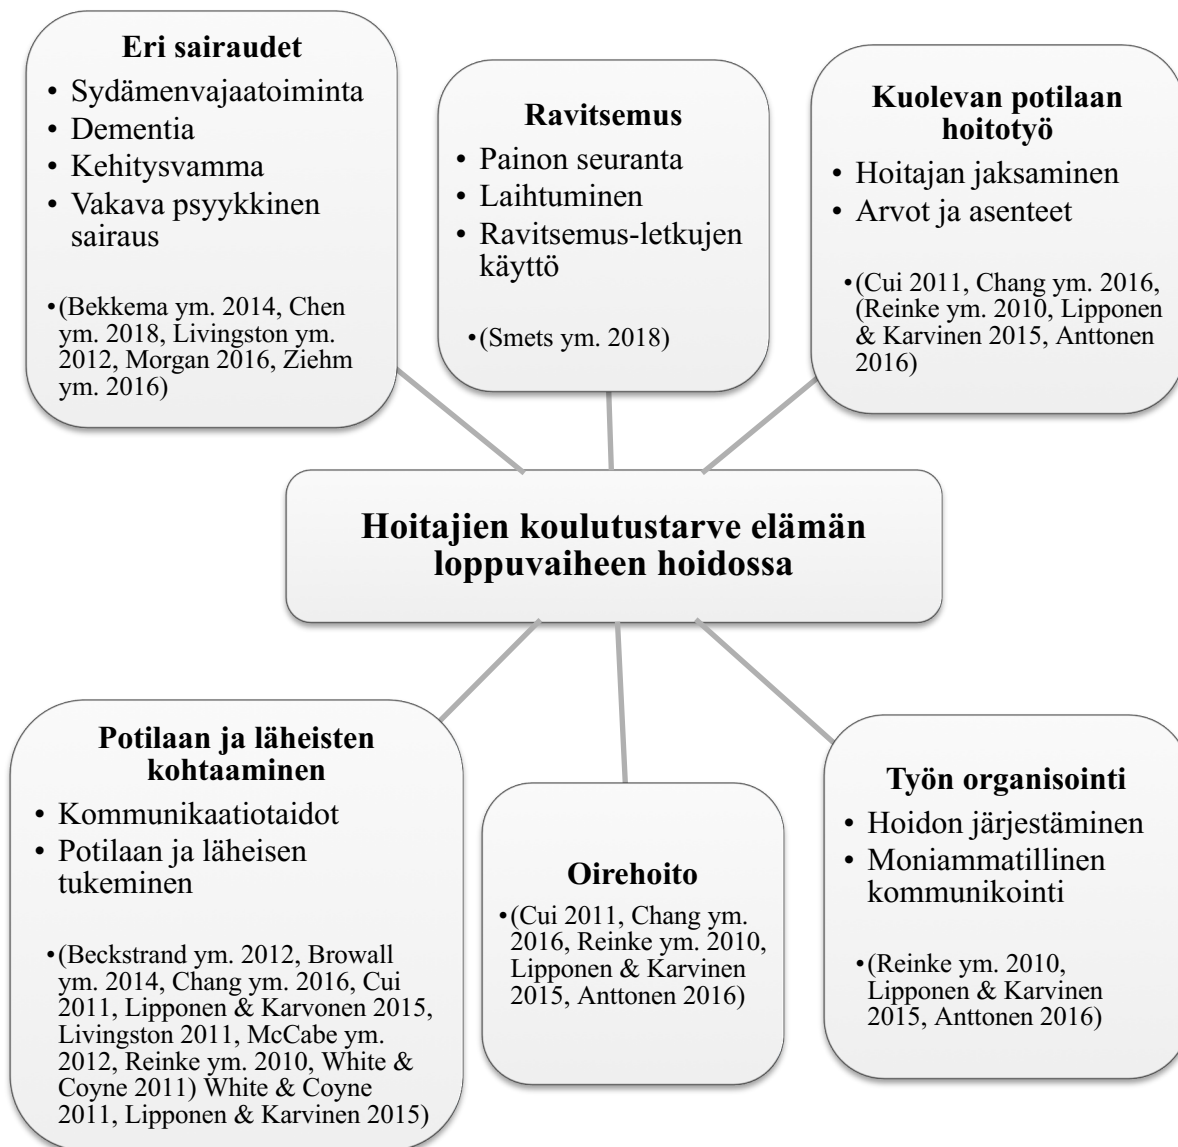 Eri sairaudet
• Sydämenvajaatoiminta
• Dementia
• Kehitysvamma
• Vakava psyykkinen
sairaus
•(Bekkema ym. 2014, Chen
ym. 2018, Livingston ym.
2012, Morgan 2016, Ziehm
ym. 2016)
Ravitsemus
• Painon seuranta
• Laihtuminen
• Ravitsemus-letkujen
käyttö
•(Smets ym. 2018)
Kuolevan potilaan
hoitotyö
• Hoitajan jaksaminen
• Arvot ja asenteet
•(Cui 2011, Chang ym. 2016,
(Reinke ym. 2010, Lipponen
& Karvinen 2015, Anttonen
2016)
Hoitajien koulutustarve elämän
loppuvaiheen hoidossa
Potilaan ja läheisten
kohtaaminen
• Kommunikaatiotaidot
• Potilaan ja läheisen
tukeminen
•(Beckstrand ym. 2012, Browall
ym. 2014, Chang ym. 2016, Cui
2011, Lipponen & Karvonen 2015,
Livingston 2011, McCabe ym.
2012, Reinke ym. 2010, White &
Coyne 2011) White & Coyne
2011, Lipponen & Karvinen 2015)
Oirehoito
•(Cui 2011, Chang ym.
2016, Reinke ym. 2010,
Lipponen & Karvinen
2015, Anttonen 2016)
Työn organisointi
• Hoidon järjestäminen
• Moniammatillinen
kommunikointi
•(Reinke ym. 2010,
Lipponen & Karvinen
2015, Anttonen 2016)